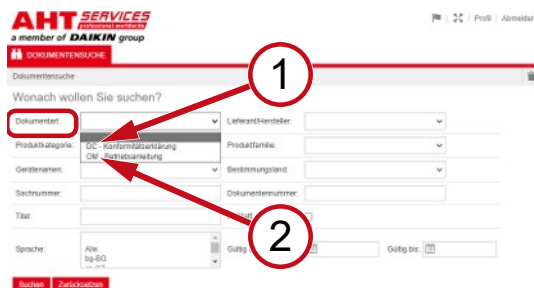 AHT SERVICES
professional worldwide
a member of DAIKIN group
Profil Abmelden
DOKUMENTENSUCHE
Dokumentensuche
1
Wonach wollen Sie suchen?
Dokumentart: Lieferant/Hersteller:
Produktkategorie: DC - Konformitätserklärung Produktfamilie:
OM - Betriebsanleitung
Gerätenamen: Bestimmungsland:
Sachnummer: Dokumentennummer:
Titel:
2
Sprache: Alle Gültig Gültig bis:
bg-BG
Suchen Zurücksetzen